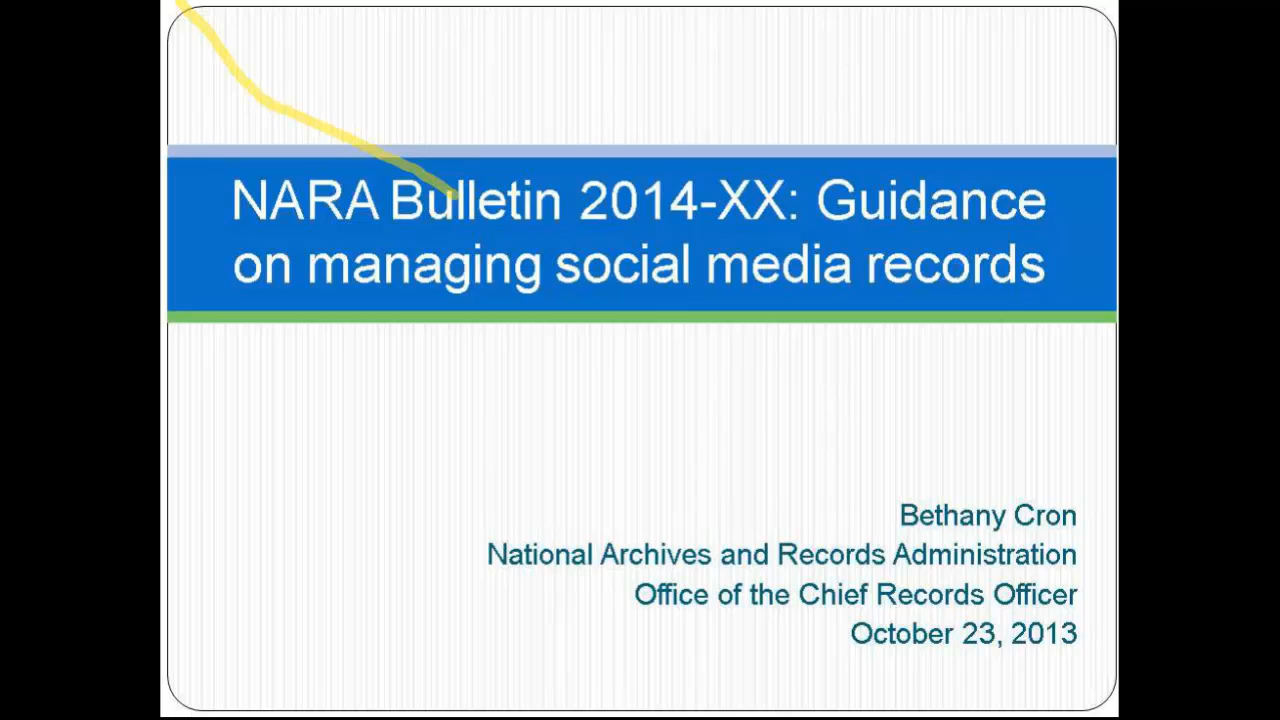 NARA Bulletin 2014-XX: Guidance
on managing social media records
Bethany Cron
National Archives and Records Administration
Office of the Chief Records Officer
October 23, 2013